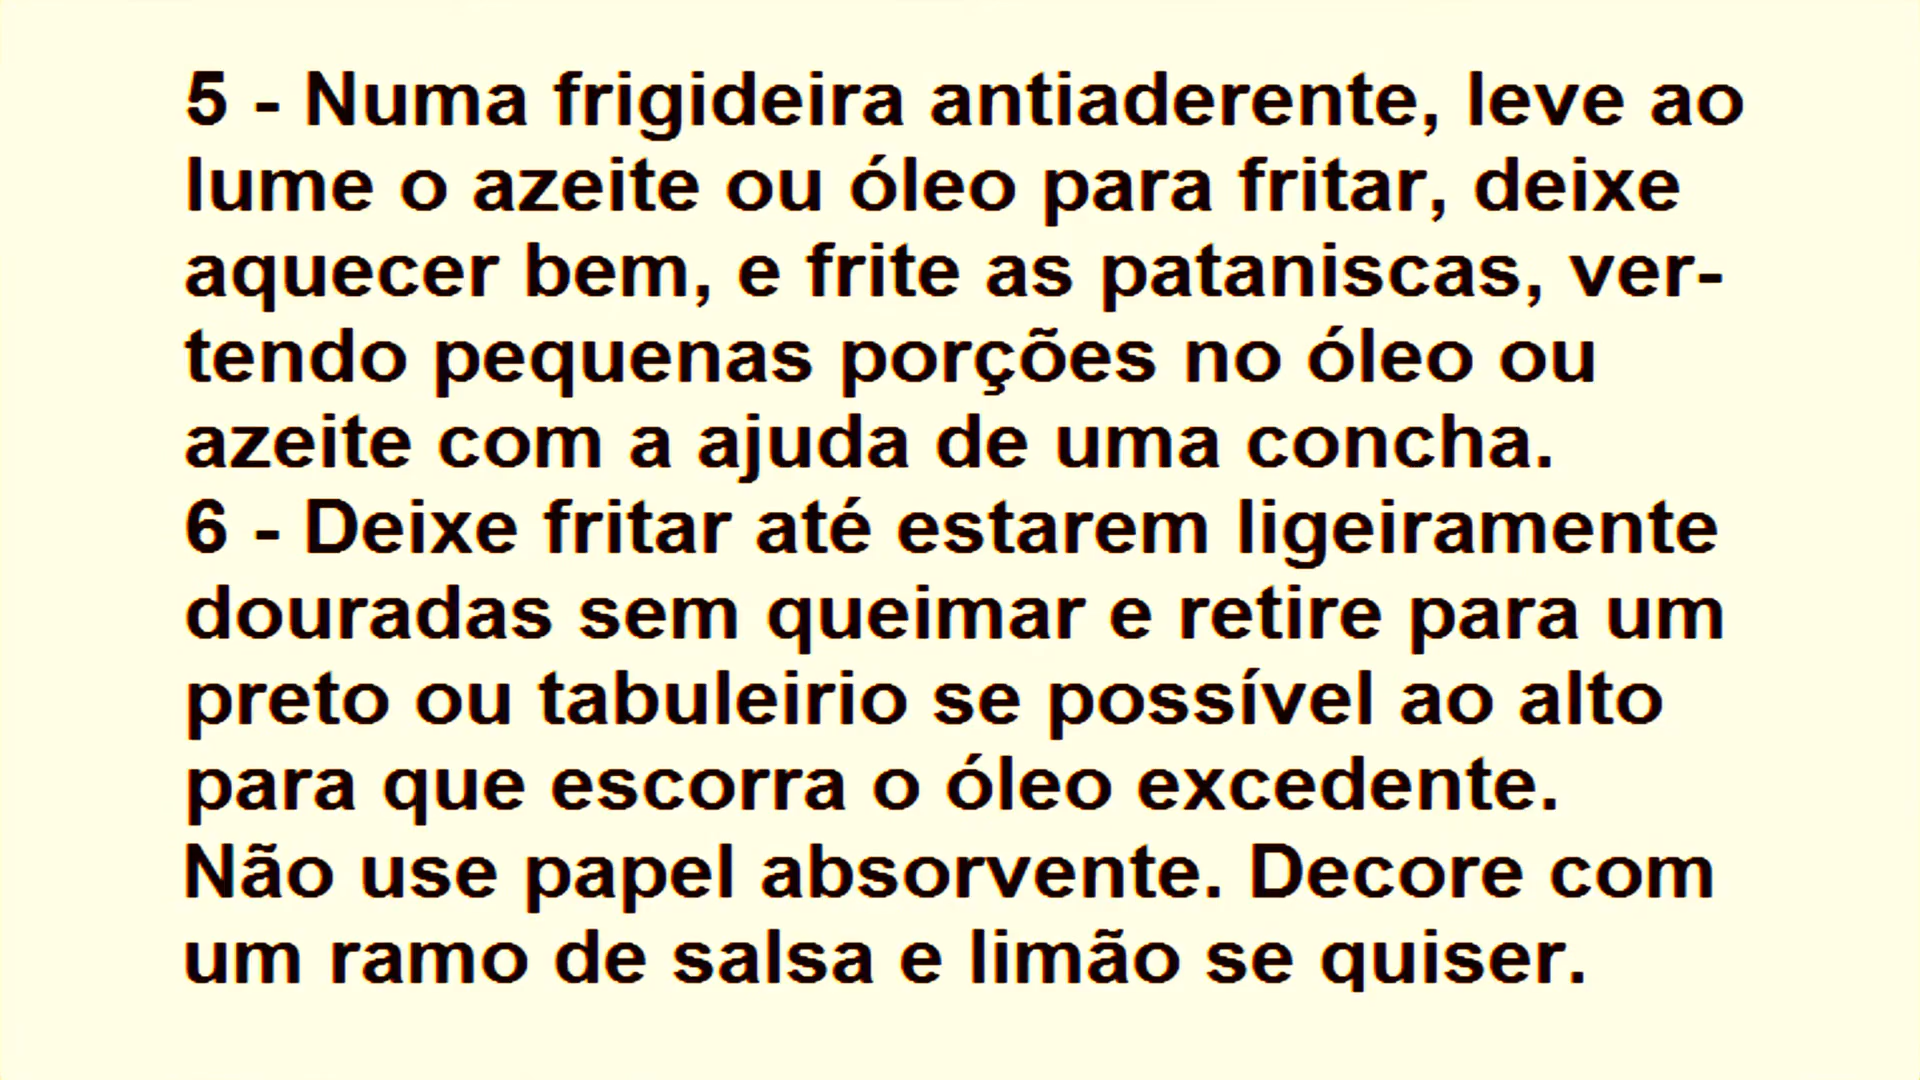 5 - Numa frigideira antiaderente, leve ao
lume o azeite ou óleo para fritar, deixe
aquecer bem, e frite as pataniscas, ver-
tendo pequenas porções no óleo ou
azeite com a ajuda de uma concha.
6 - Deixe fritar até estarem ligeiramente
douradas sem queimar e retire para um
preto ou tabuleirio se possível ao alto
para que escorra o óleo excedente.
Não use papel absorvente. Decore com
um ramo de salsa e limão se quiser.